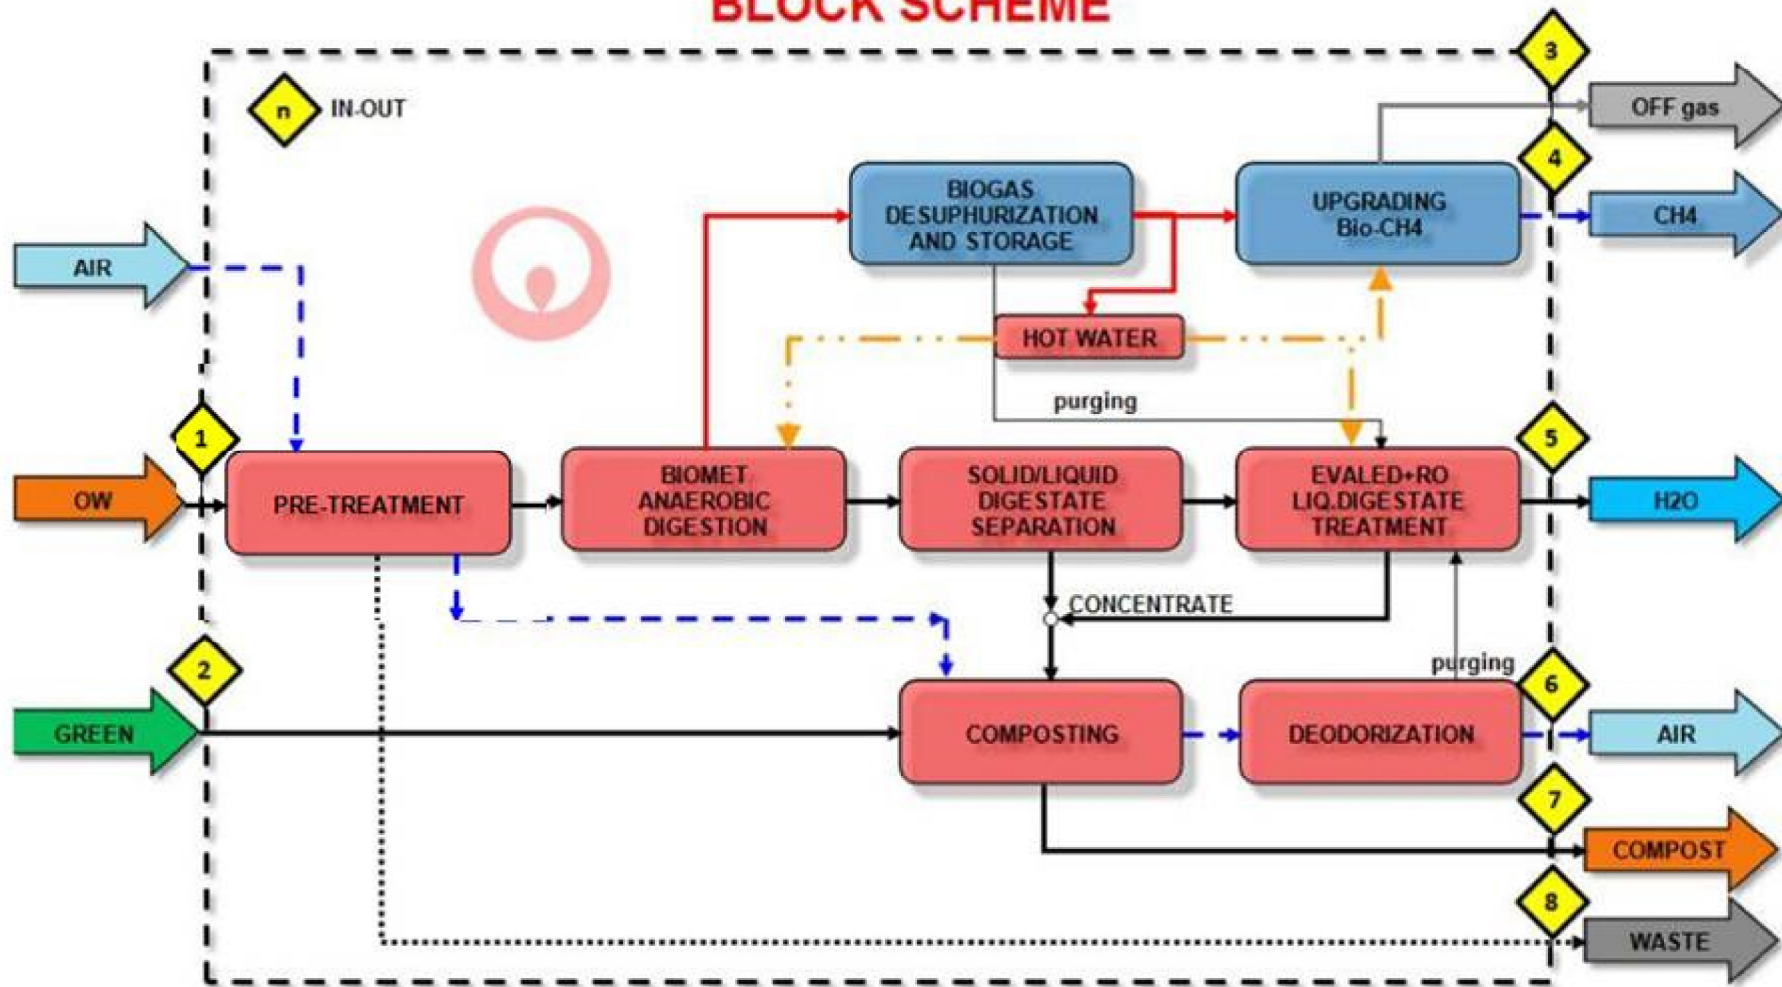 BLOCK SCHEME
3
n
IN-OUT
OFF gas
4
BIOGAS
DESUPHURIZATION
AND STORAGE
UPGRADING
Bio-CH4
CH4
AIR
HOT WATER
purging
1
5
OW
PRE-TREATMENT
BIOMET
ANAEROBIC
DIGESTION
SOLID/LIQUID
DIGESTATE
SEPARATION
EVALED+RO
LIQ.DIGESTATE
TREATMENT
H2O
CONCENTRATE
2
purging
6
GREEN
COMPOSTING
DEODORIZATION
AIR
7
COMPOST
8
WASTE